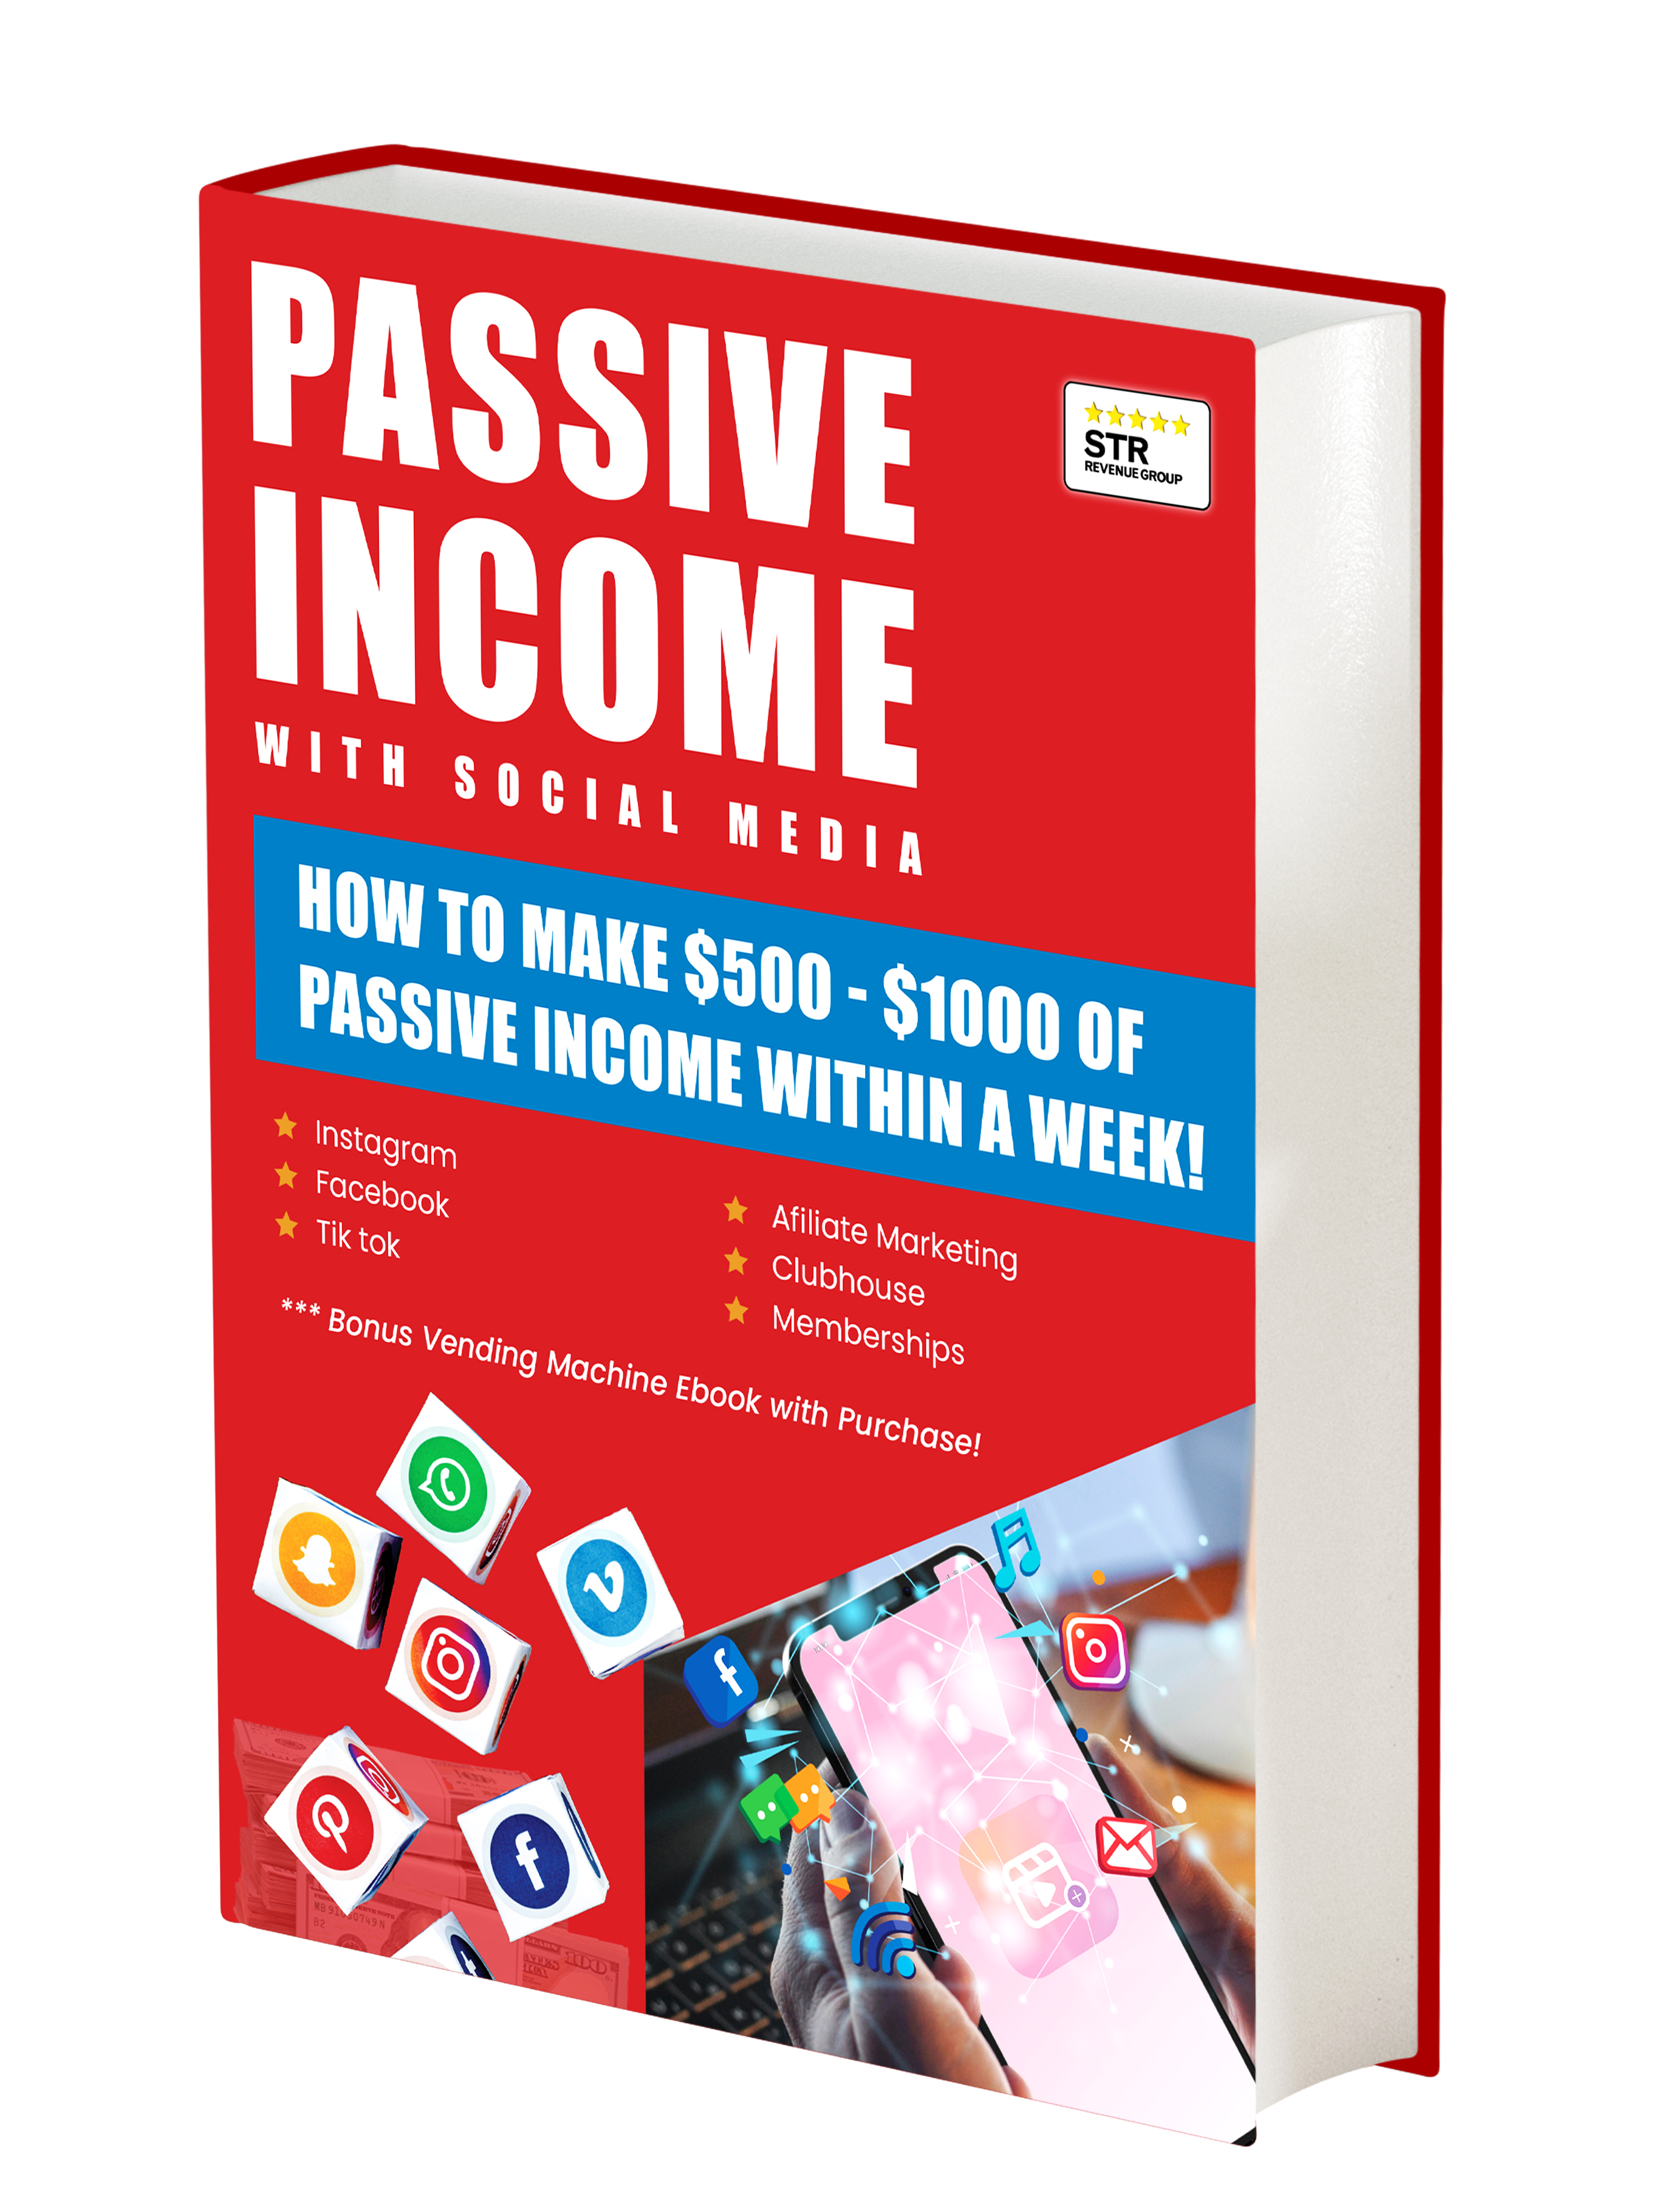 PASSIVE
INCOME
WITH SOCIAL MEDIA
STR
REVENUE GROUP
HOW TO MAKE $500 - $1000 OF
PASSIVE INCOME WITHIN A WEEK!
Instagram
Facebook
Tik tok
Afiliate Marketing
Clubhouse
Memberships
*** Bonus Vending Machine Ebook with Purchase!